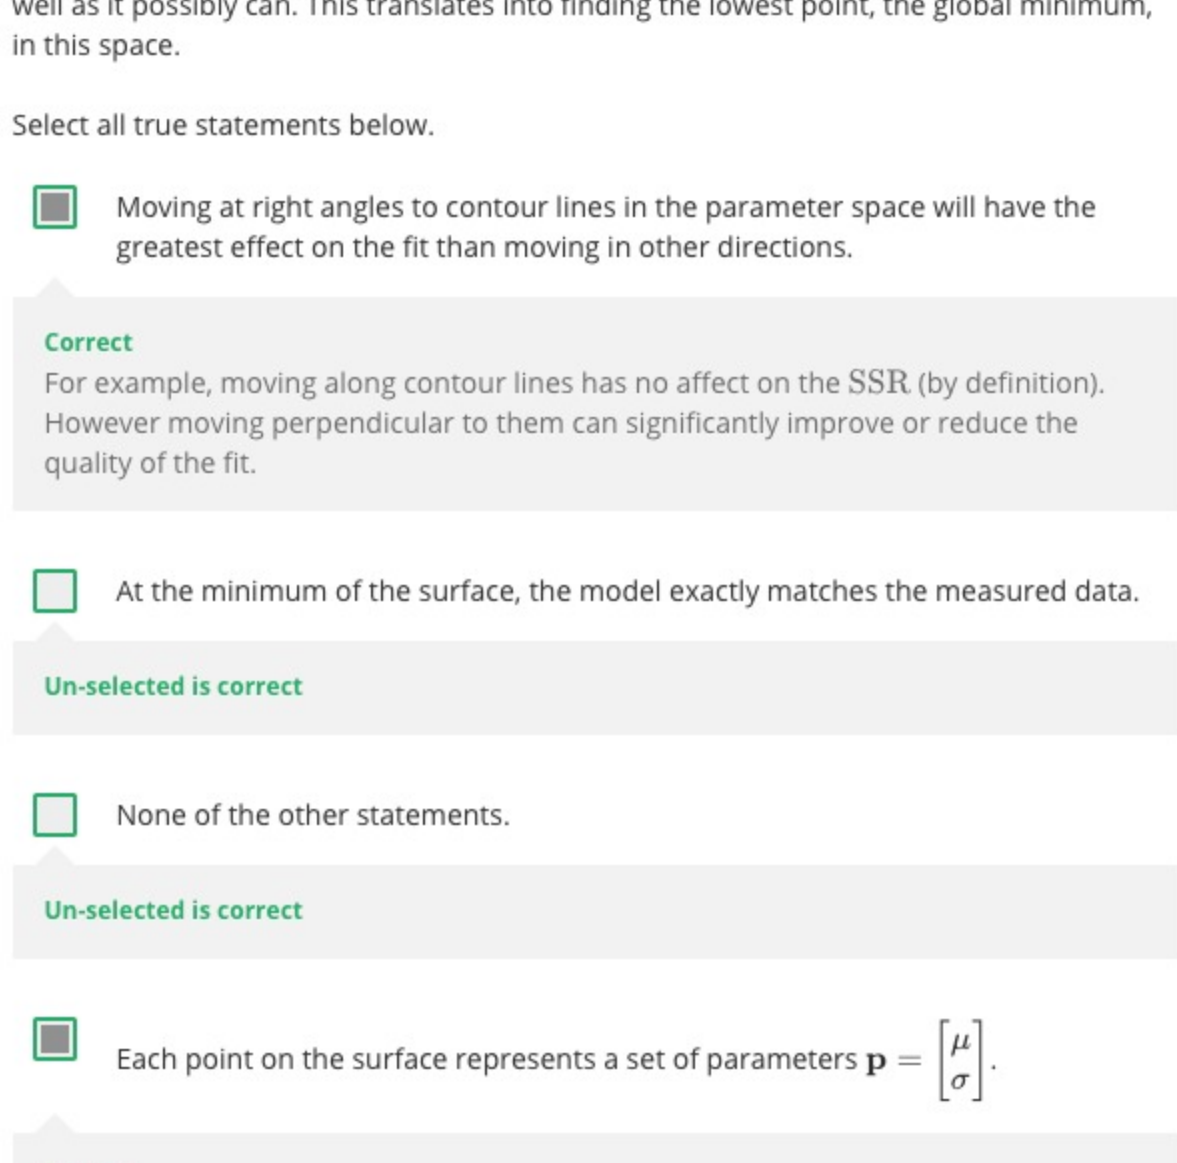 well as it possibly can. This translates into finding the lowest point, the global minimum,
in this space.
Select all true statements below.
Moving at right angles to contour lines in the parameter space will have the
greatest effect on the fit than moving in other directions.
Correct
For example, moving along contour lines has no affect on the SSR (by definition).
However moving perpendicular to them can significantly improve or reduce the
quality of the fit.
At the minimum of the surface, the model exactly matches the measured data.
Un-selected is correct
None of the other statements.
Un-selected is correct
Each point on the surface represents a set of parameters p = [μ σ].